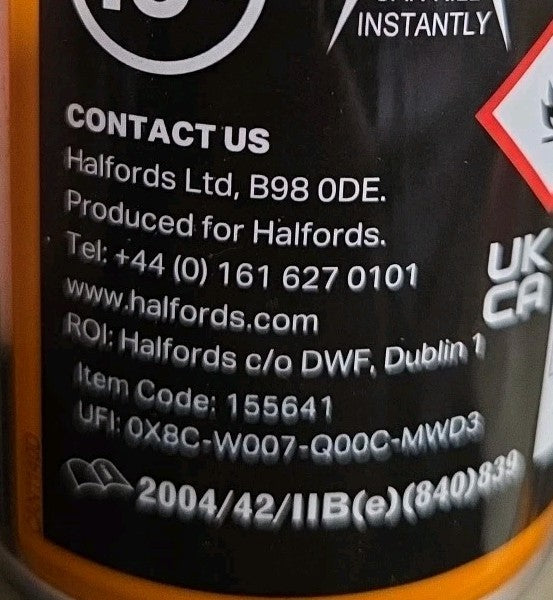 INSTANTLY
CONTACT US
Halfords Ltd, B98 0DE.
Produced for Halfords.
Tel: +44 (0) 161 627 0101
www.halfords.com
ROI: Halfords c/o DWF, Dublin 1
Item Code: 155641
UFI: 0X8C-W007-Q00C-MWD3
2004/42/IIB(e)(840)839
UK
CA